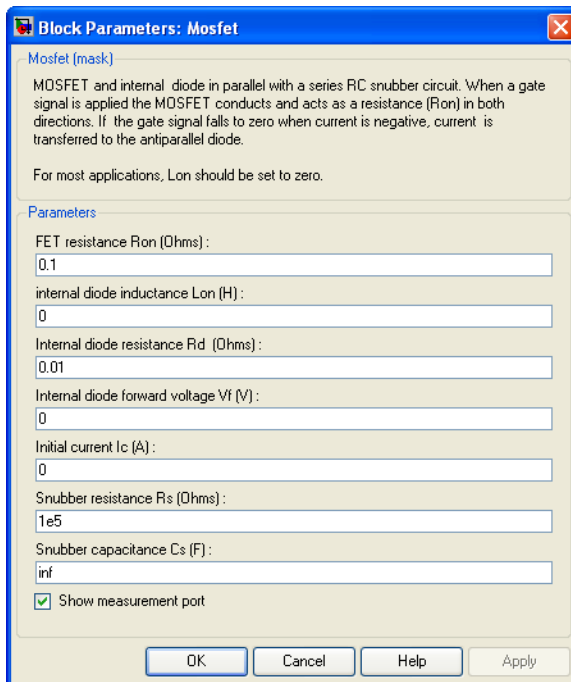 Block Parameters: Mosfet
Mosfet (mask)
MOSFET and internal diode in parallel with a series RC snubber circuit. When a gate
signal is applied the MOSFET conducts and acts as a resistance (Ron) in both
directions. If the gate signal falls to zero when current is negative, current is
transferred to the antiparallel diode.
For most applications, Lon should be set to zero.
Parameters
FET resistance Ron (Ohms) :
0.1
internal diode inductance Lon (H) :
0
Internal diode resistance Rd (Ohms) :
0.01
Internal diode forward voltage Vf (V) :
0
Initial current Ic (A) :
0
Snubber resistance Rs (Ohms) :
1e5
Snubber capacitance Cs (F) :
inf
Show measurement port
OK Cancel Help Apply